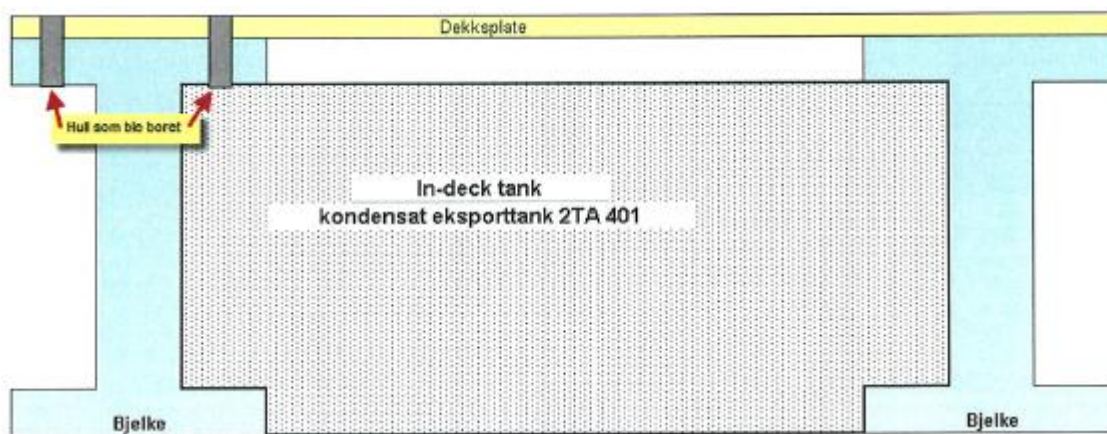 Dekksplate
Hull som ble boret
In-deck tank
kondensat eksporttank 2TA 401
Bjelke
Bjelke